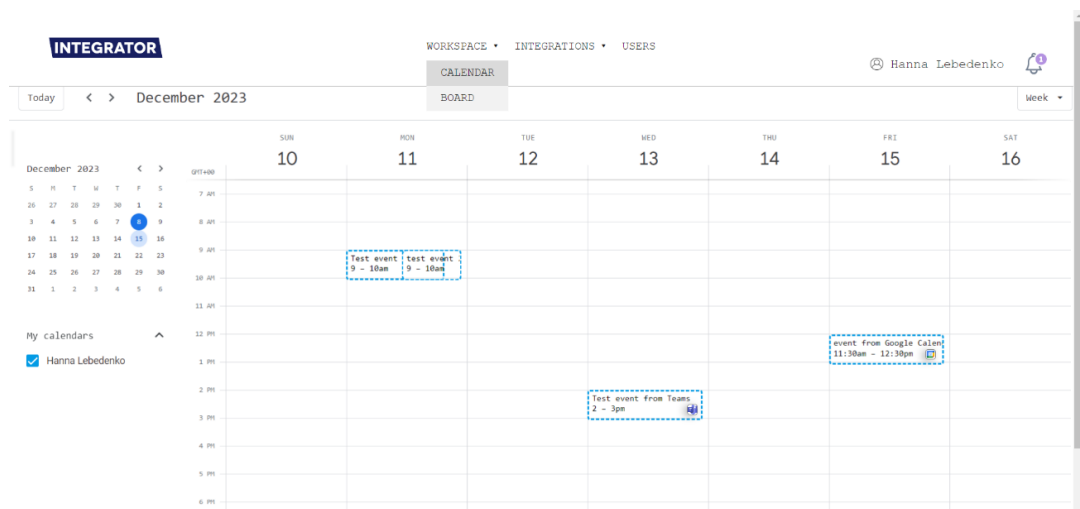 INTEGRATOR
WORKSPACE • INTEGRATIONS • USERS
Hanna Lebedenko
1
CALENDAR
BOARD
Today
December 2023
Week
SUN MON TUE WED THU FRI SAT
10 11 12 13 14 15 16
GMT+00
December 2023
S M T W T F S
26 27 28 29 30 1 2
3 4 5 6 7 8 9
10 11 12 13 14 15 16
17 18 19 20 21 22 23
24 25 26 27 28 29 30
31 1 2 3 4 5 6
My calendars
Hanna Lebedenko
7 AM
8 AM
9 AM
Test event
9 – 10am
test event
9 – 10am
10 AM
11 AM
12 PM
event from Google Calen
11:30am – 12:30pm
1 PM
2 PM
Test event from Teams
2 – 3pm
3 PM
4 PM
5 PM
6 PM